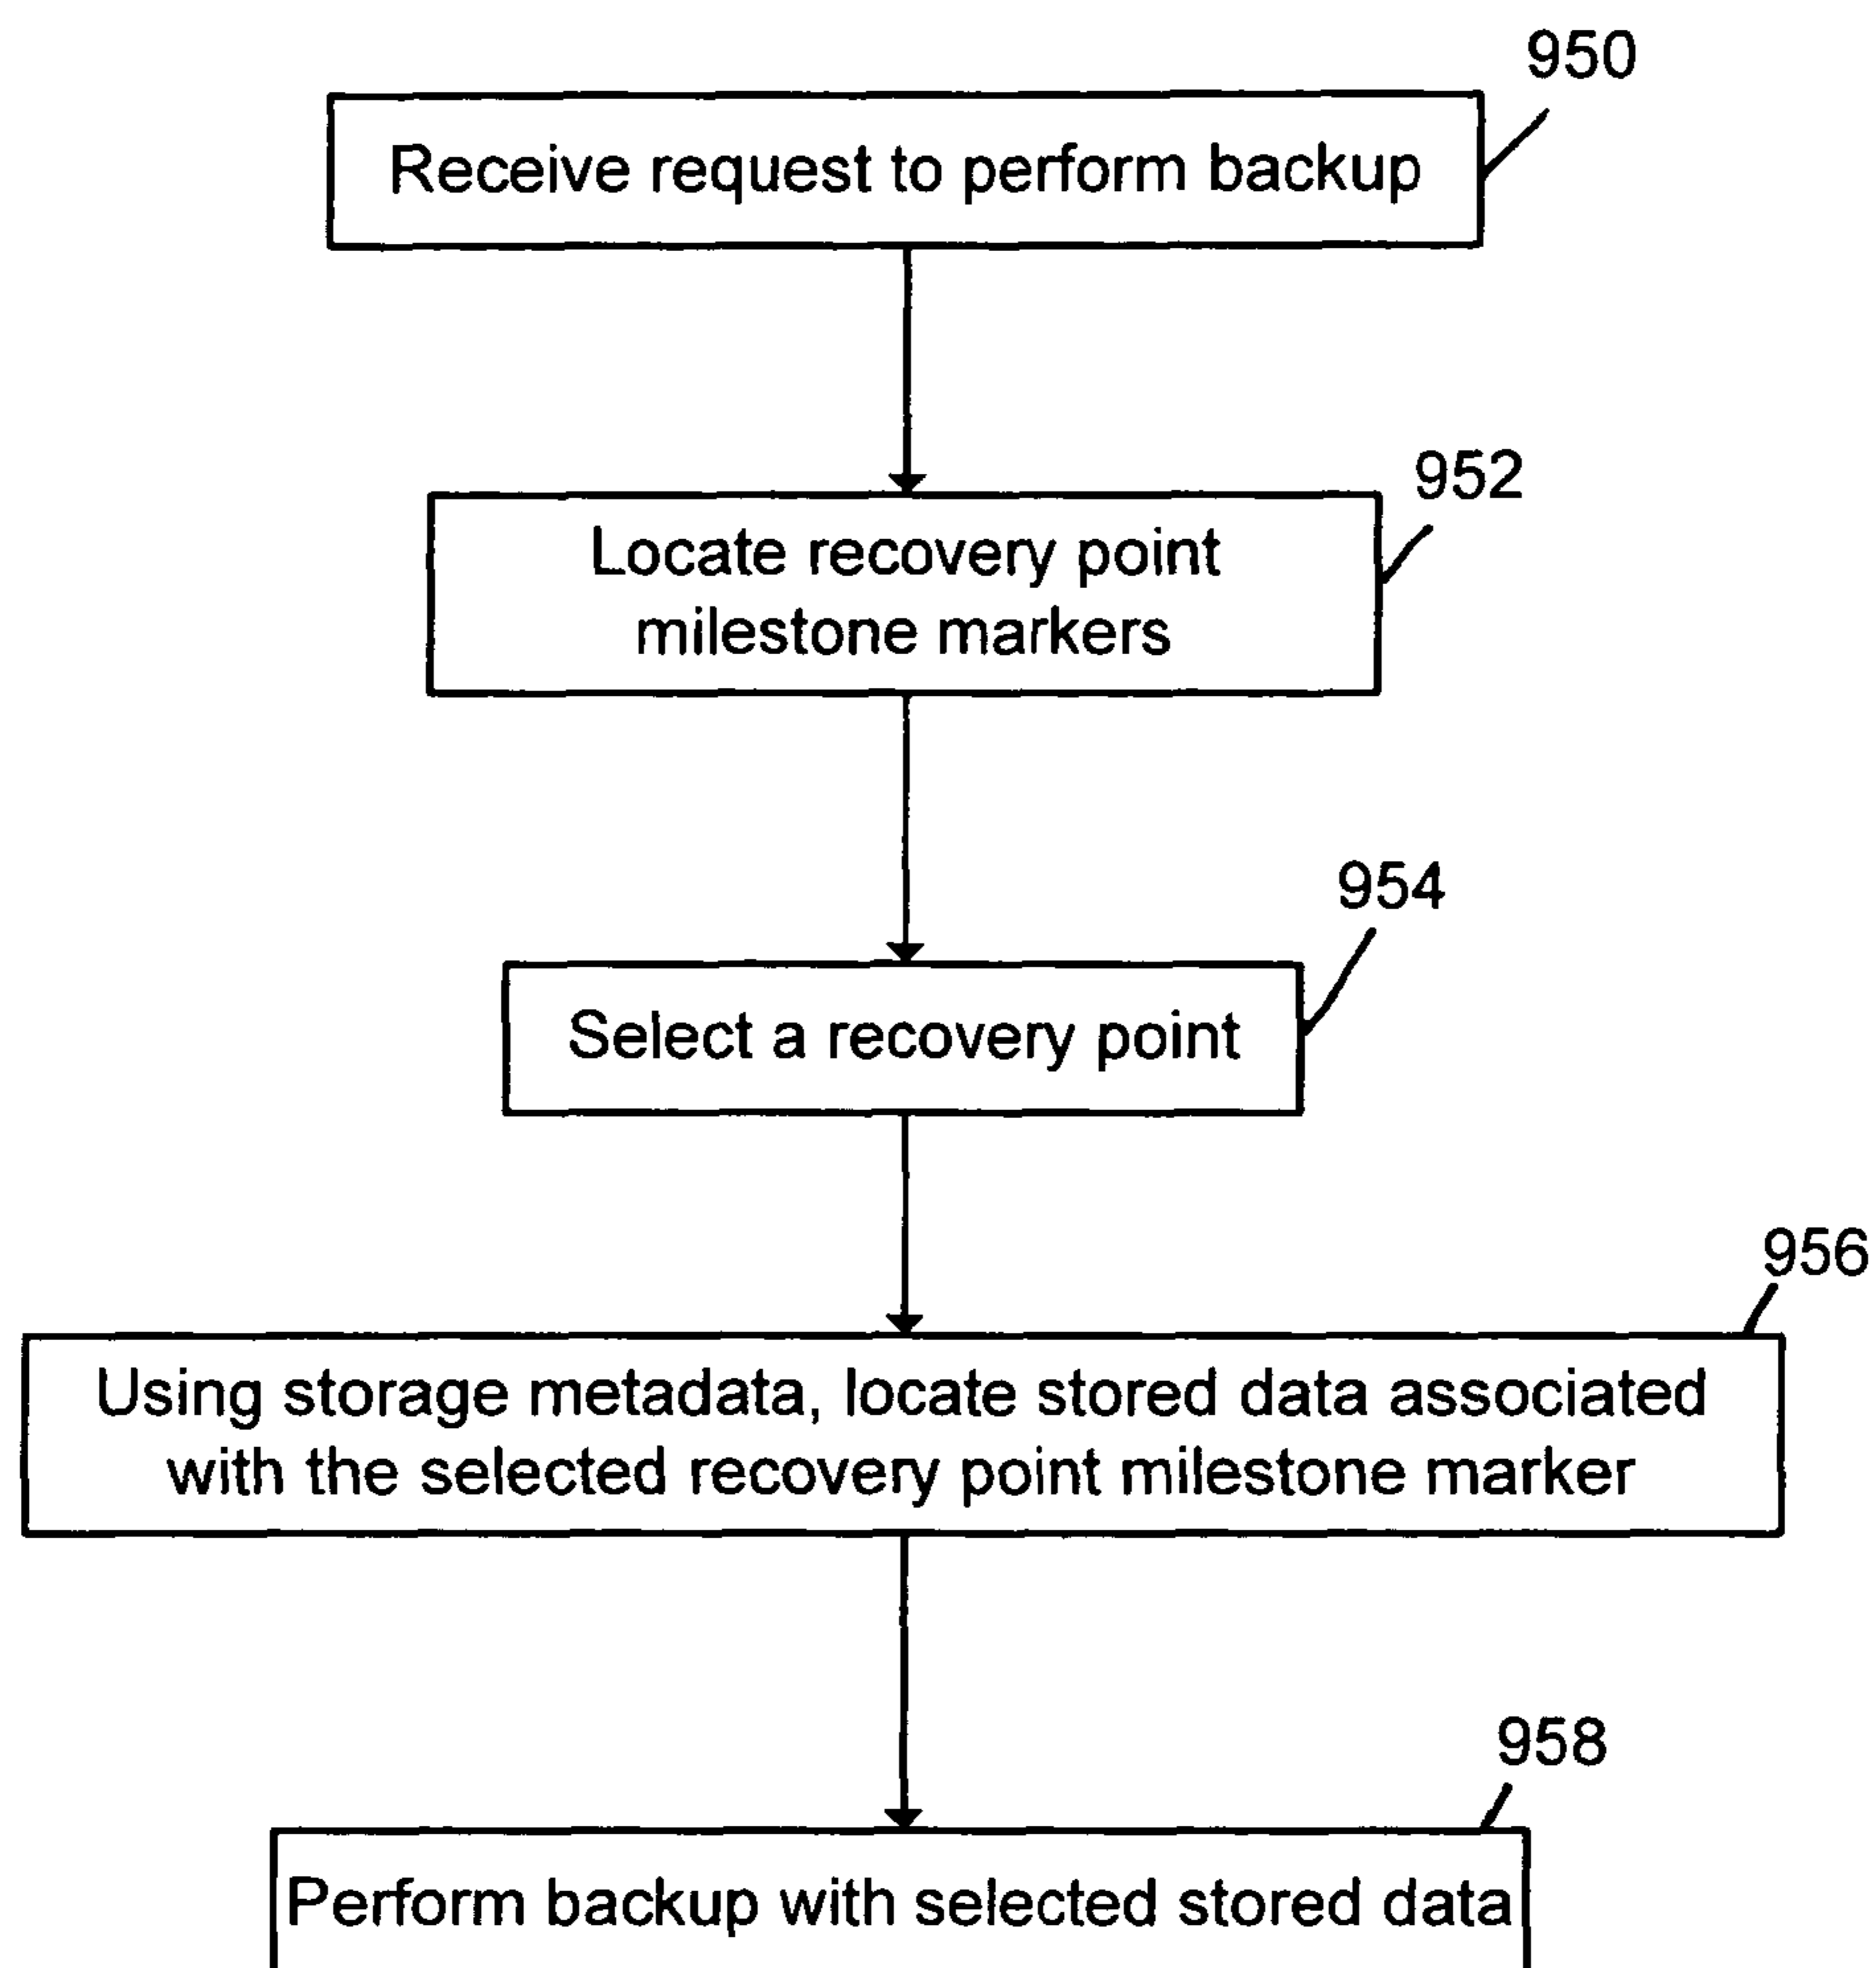 950
Receive request to perform backup
952
Locate recovery point
milestone markers
954
Select a recovery point
956
Using storage metadata, locate stored data associated
with the selected recovery point milestone marker
958
Perform backup with selected stored data